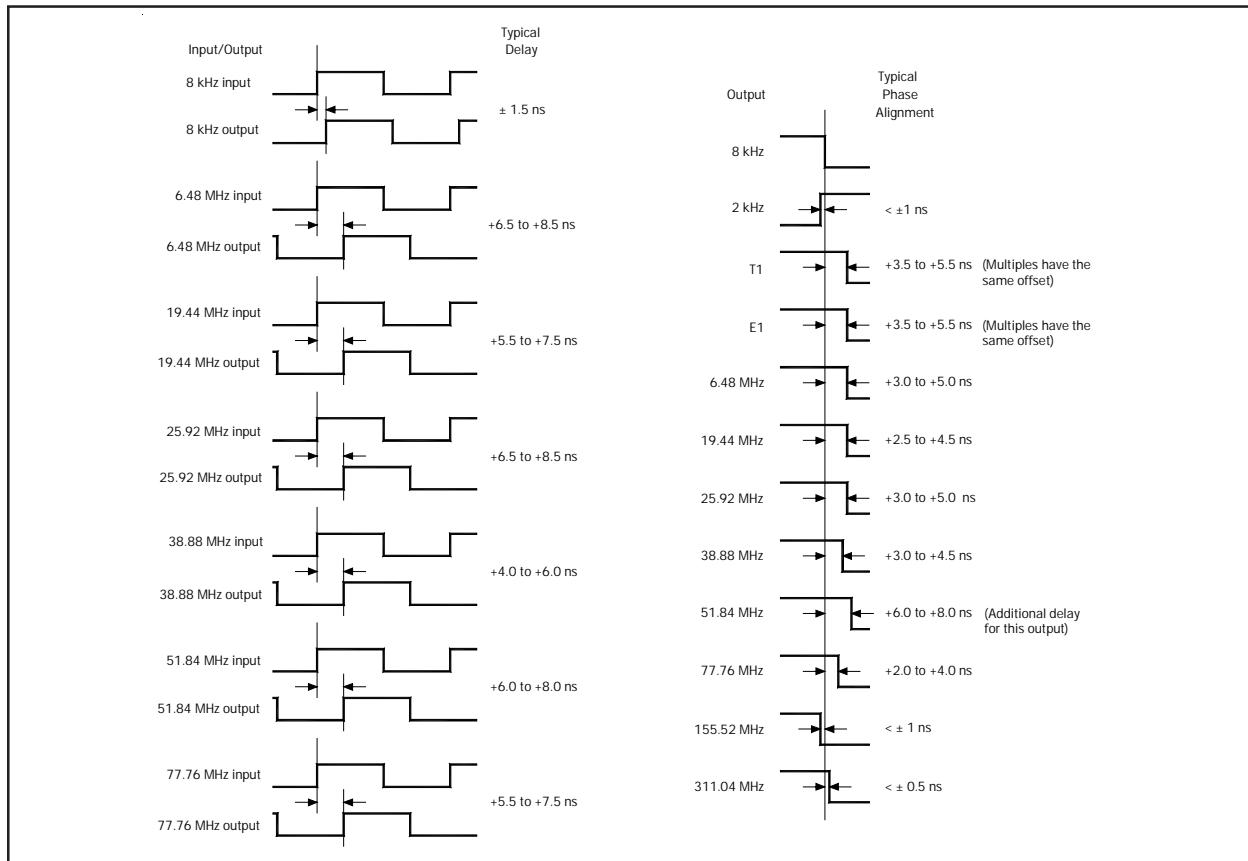 Input/Output
Typical
Delay
8 kHz input
± 1.5 ns
8 kHz output
6.48 MHz input
+6.5 to +8.5 ns
6.48 MHz output
19.44 MHz input
+5.5 to +7.5 ns
19.44 MHz output
25.92 MHz input
+6.5 to +8.5 ns
25.92 MHz output
38.88 MHz input
+4.0 to +6.0 ns
38.88 MHz output
51.84 MHz input
+6.0 to +8.0 ns
51.84 MHz output
77.76 MHz input
+5.5 to +7.5 ns
77.76 MHz output
Output
Typical
Phase
Alignment
8 kHz
2 kHz
< ±1 ns
T1
+3.5 to +5.5 ns (Multiples have the
same offset)
E1
+3.5 to +5.5 ns (Multiples have the
same offset)
6.48 MHz
+3.0 to +5.0 ns
19.44 MHz
+2.5 to +4.5 ns
25.92 MHz
+3.0 to +5.0 ns
38.88 MHz
+3.0 to +4.5 ns
51.84 MHz
+6.0 to +8.0 ns (Additional delay
for this output)
77.76 MHz
+2.0 to +4.0 ns
155.52 MHz
< ± 1 ns
311.04 MHz
< ± 0.5 ns